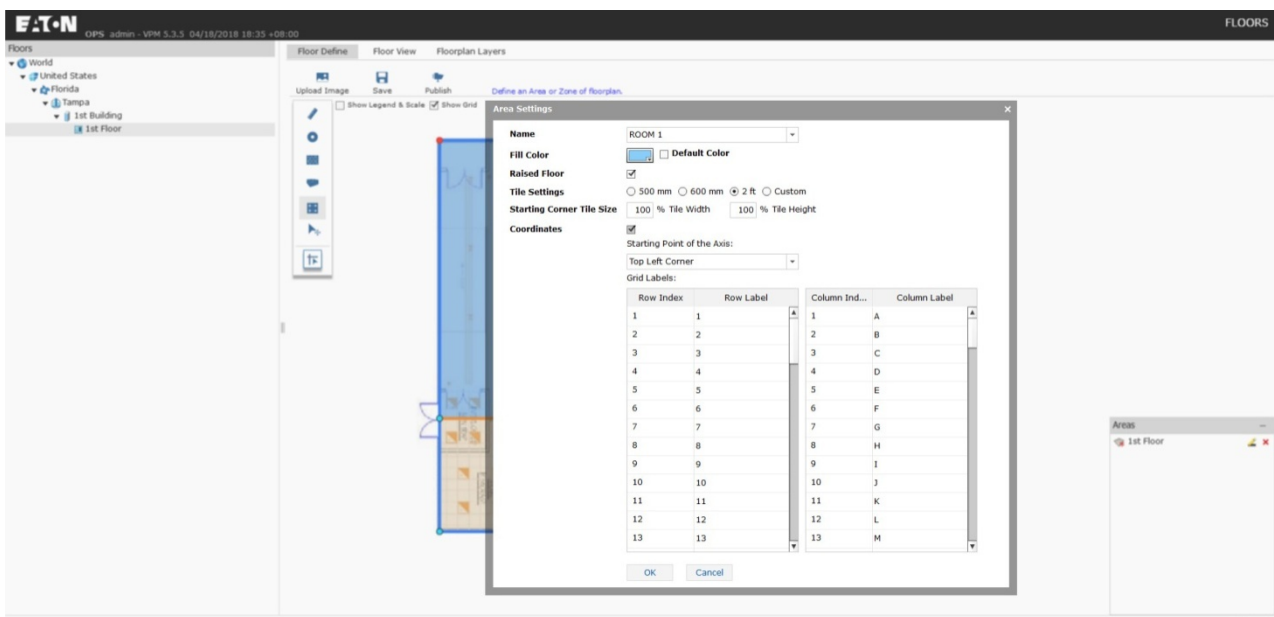 EATON OPS admin - VPM 5.3.5 04/18/2018 18:35 +08:00 FLOORS
Floors
World
United States
Florida
Tampa
1st Building
1st Floor
Floor Define Floor View Floorplan Layers
Upload Image Save Publish Define an Area or Zone of floorplan.
Show Legend & Scale Show Grid
Area Settings
Name ROOM 1
Fill Color Default Color
Raised Floor
Tile Settings 500 mm 600 mm 2 ft Custom
Starting Corner Tile Size 100 % Tile Width 100 % Tile Height
Coordinates
Starting Point of the Axis:
Top Left Corner
Grid Labels:
Row Index Row Label Column Ind... Column Label
1 1 1 A
2 2 2 B
3 3 3 C
4 4 4 D
5 5 5 E
6 6 6 F
7 7 7 G
8 8 8 H
9 9 9 I
10 10 10 J
11 11 11 K
12 12 12 L
13 13 13 M
OK Cancel
Areas
1st Floor